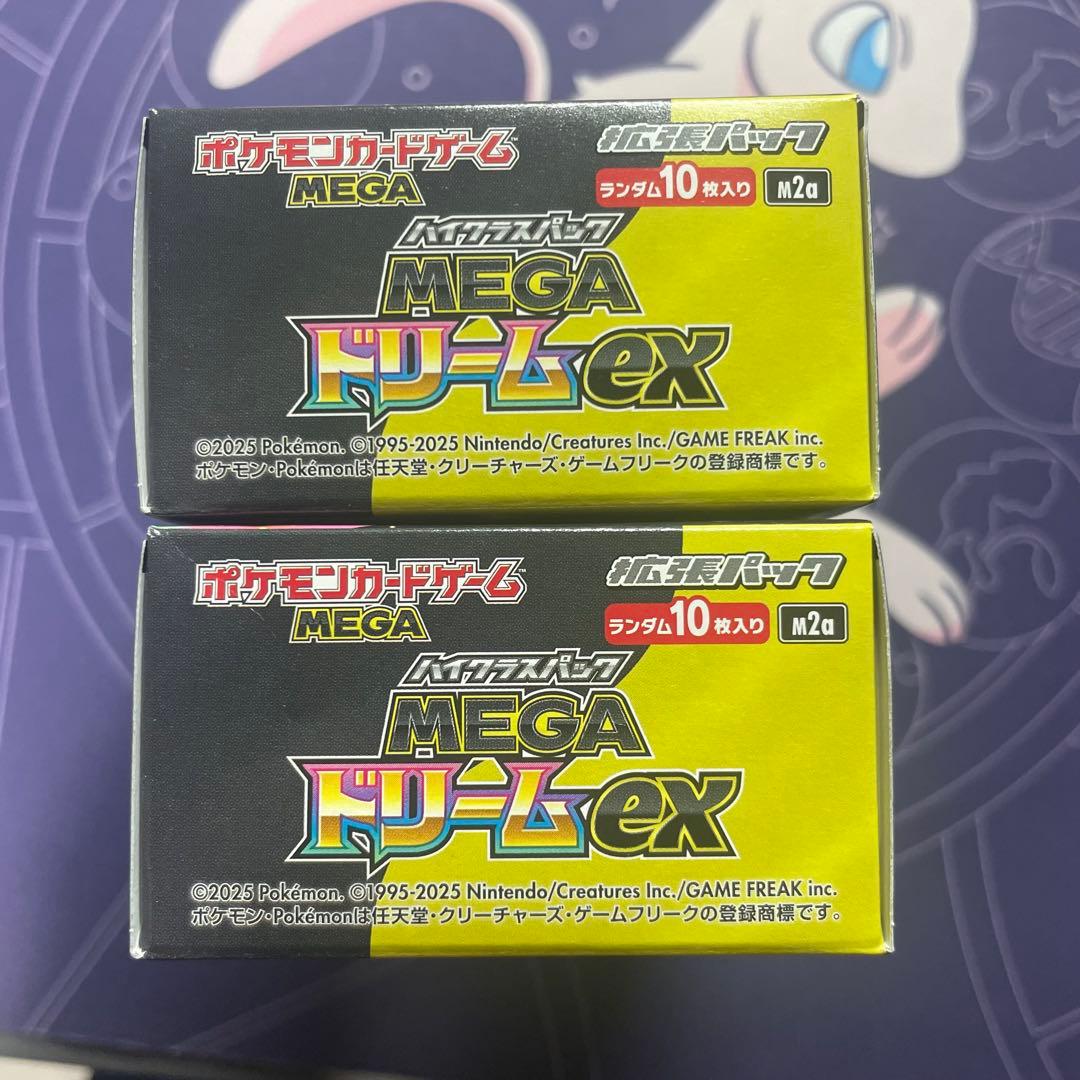 ポケモンカードゲーム™
MEGA
拡張パック
ランダム10枚入り M2a
ハイクラスパック
MEGA
ドリームex
©2025 Pokémon. ©1995-2025 Nintendo/Creatures Inc./GAME FREAK inc.
ポケモン・Pokémonは任天堂・クリーチャーズ・ゲームフリークの登録商標です。
ポケモンカードゲーム™
MEGA
拡張パック
ランダム10枚入り M2a
ハイクラスパック
MEGA
ドリームex
©2025 Pokémon. ©1995-2025 Nintendo/Creatures Inc./GAME FREAK inc.
ポケモン・Pokémonは任天堂・クリーチャーズ・ゲームフリークの登録商標です。